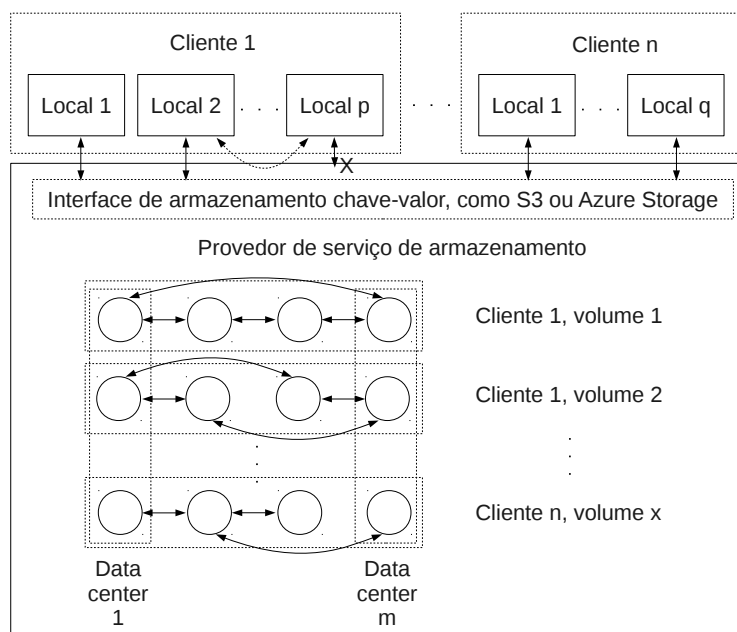 Cliente 1
Cliente n
Local 1
Local 2
. . .
Local p
. . .
Local 1
. . .
Local q
X
Interface de armazenamento chave-valor, como S3 ou Azure Storage
Provedor de serviço de armazenamento
Cliente 1, volume 1
Cliente 1, volume 2
Cliente n, volume x
Data
center
1
Data
center
m